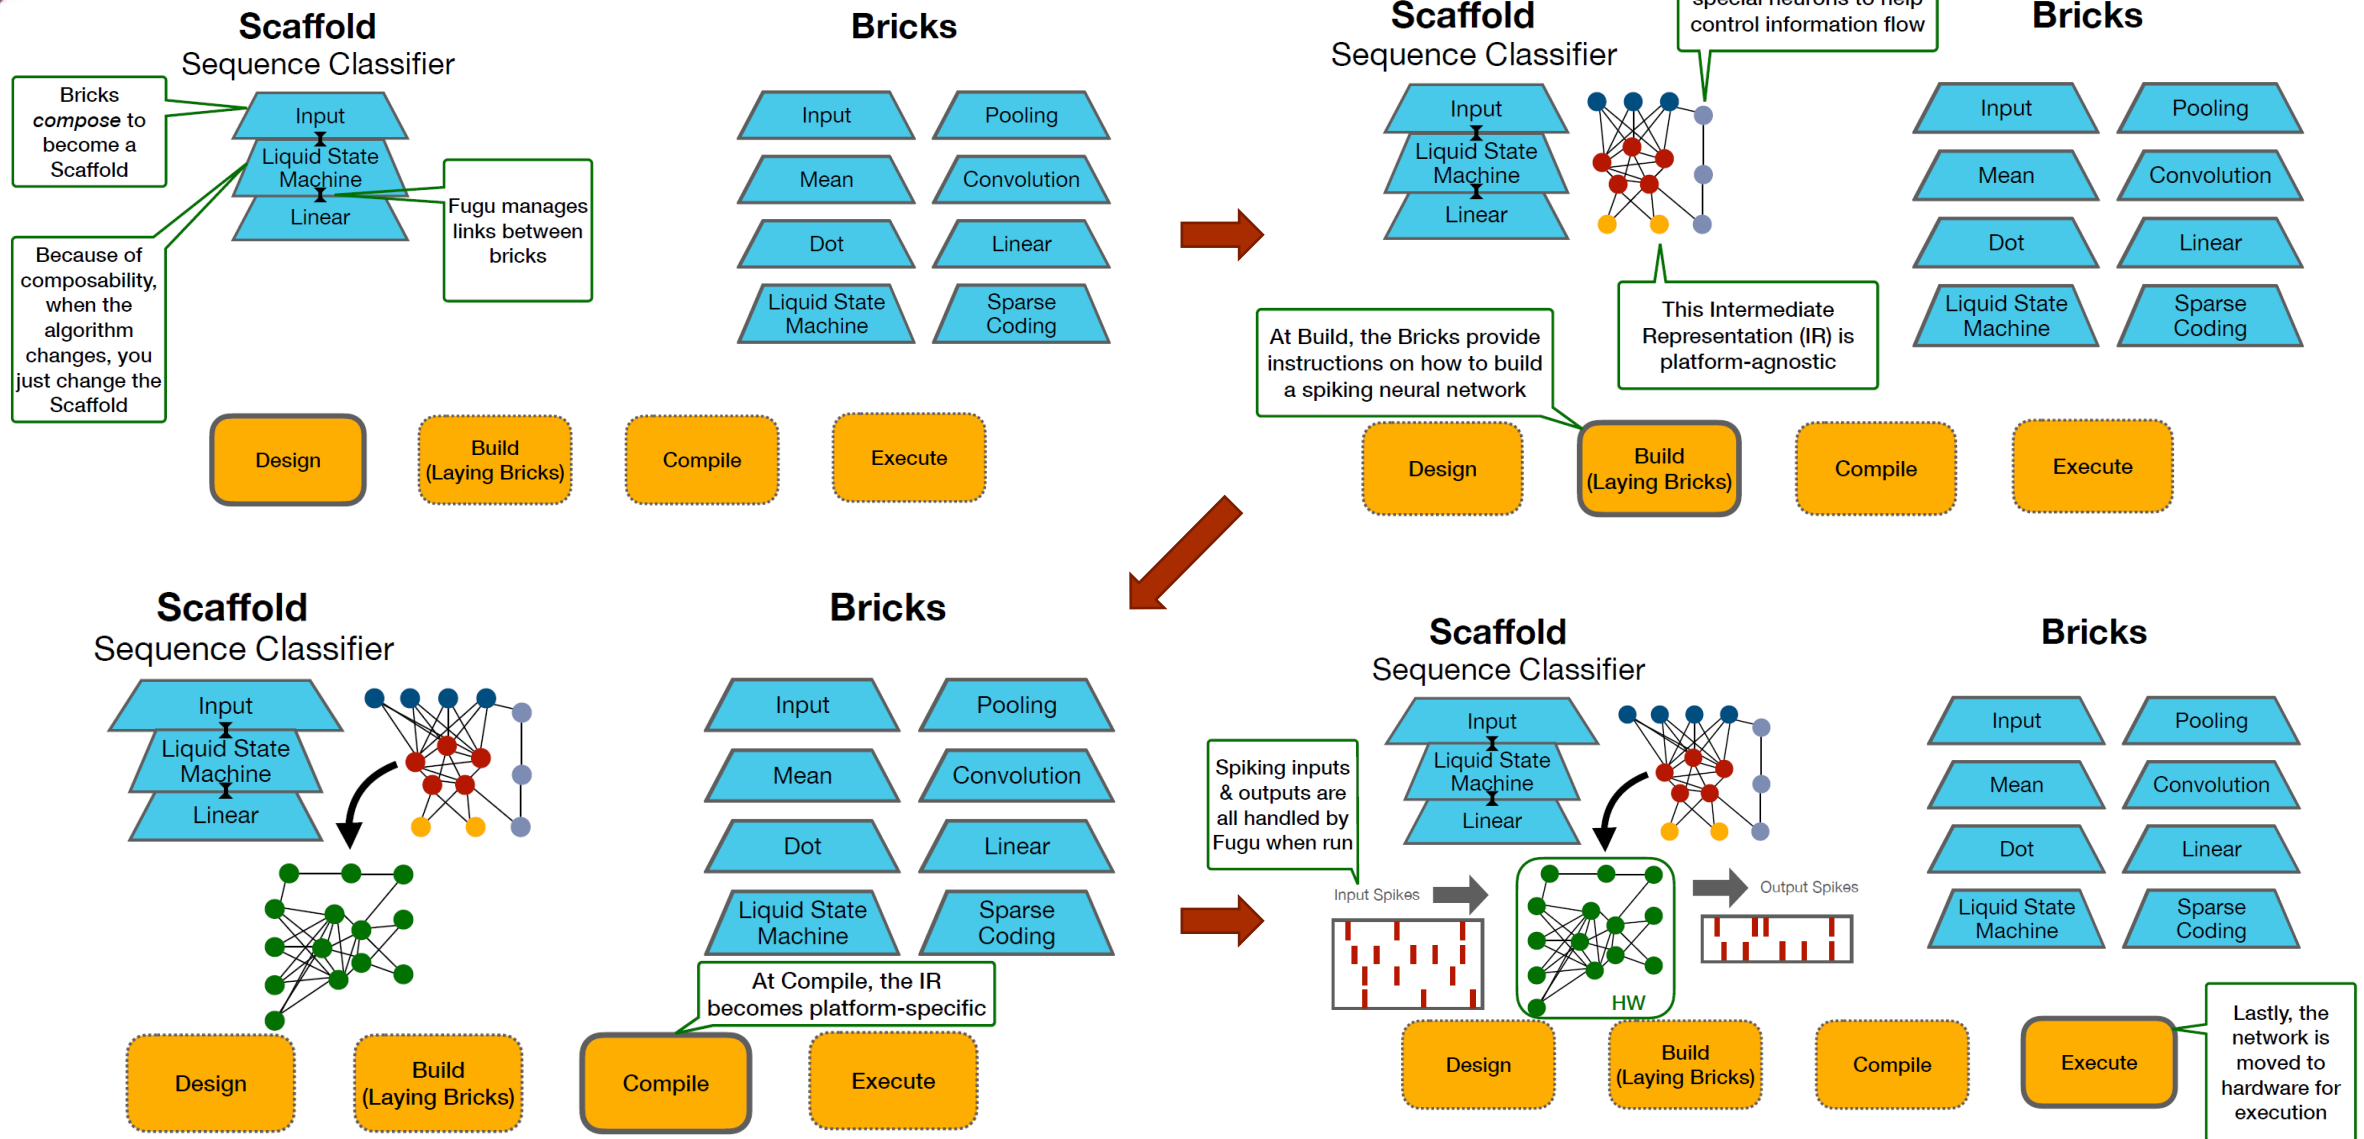 Scaffold
Sequence Classifier
Bricks
Bricks
compose to
become a
Scaffold
Input
Liquid State
Machine
Linear
Fugu manages
links between
bricks
Because of
composability,
when the
algorithm
changes, you
just change the
Scaffold
Input
Pooling
Mean
Convolution
Dot
Linear
Liquid State
Machine
Sparse
Coding
Design
Build
(Laying Bricks)
Compile
Execute
Scaffold
Sequence Classifier
special neurons to help
control information flow
Bricks
Input
Liquid State
Machine
Linear
This Intermediate
Representation (IR) is
platform-agnostic
At Build, the Bricks provide
instructions on how to build
a spiking neural network
Input
Pooling
Mean
Convolution
Dot
Linear
Liquid State
Machine
Sparse
Coding
Design
Build
(Laying Bricks)
Compile
Execute
Scaffold
Sequence Classifier
Bricks
Input
Liquid State
Machine
Linear
Input
Pooling
Mean
Convolution
Dot
Linear
Liquid State
Machine
Sparse
Coding
At Compile, the IR
becomes platform-specific
Design
Build
(Laying Bricks)
Compile
Execute
Scaffold
Sequence Classifier
Bricks
Input
Liquid State
Machine
Linear
Spiking inputs
& outputs are
all handled by
Fugu when run
Input Spikes
Output Spikes
HW
Input
Pooling
Mean
Convolution
Dot
Linear
Liquid State
Machine
Sparse
Coding
Lastly, the
network is
moved to
hardware for
execution
Design
Build
(Laying Bricks)
Compile
Execute